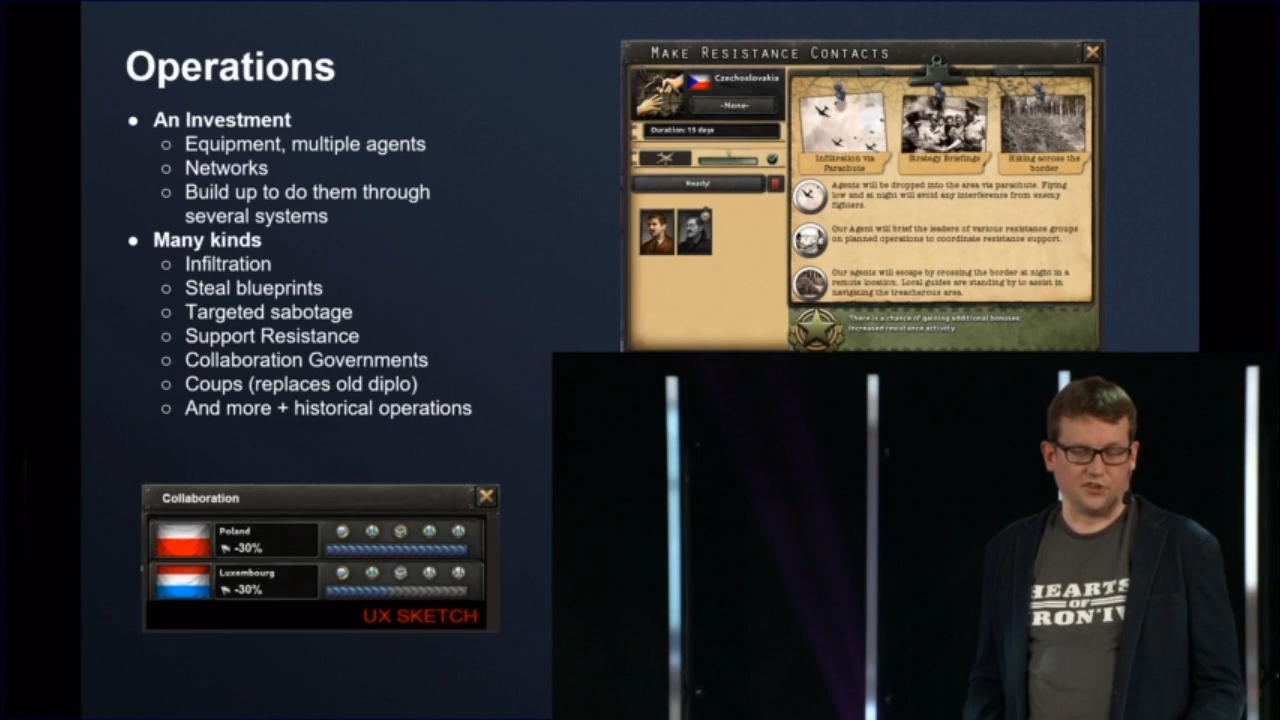 Operations
An Investment
Equipment, multiple agents
Networks
Build up to do them through
several systems
Many kinds
Infiltration
Steal blueprints
Targeted sabotage
Support Resistance
Collaboration Governments
Coups (replaces old diplo)
And more + historical operations
Collaboration
Poland
-30%
Luxembourg
-30%
UX SKETCH
MAKE RESISTANCE CONTACTS
Czechoslovakia
-None-
Duration: 15 days
Ready!
Infiltration via
Parachute
Strategy Briefings
Hiking across the
border
Agents will be dropped into the area via parachute. Flying
low and at night will avoid any interference from enemy
fighters.
Our Agent will brief the leaders of various resistance groups
on planned operations to coordinate resistance support.
Our agents will escape by crossing the border at night in a
remote location. Local guides are standing by to assist in
navigating the treacherous area.
There is a chance of gaining additional bonuses:
Increased resistance activity
HEARTS
OF
IRON IV